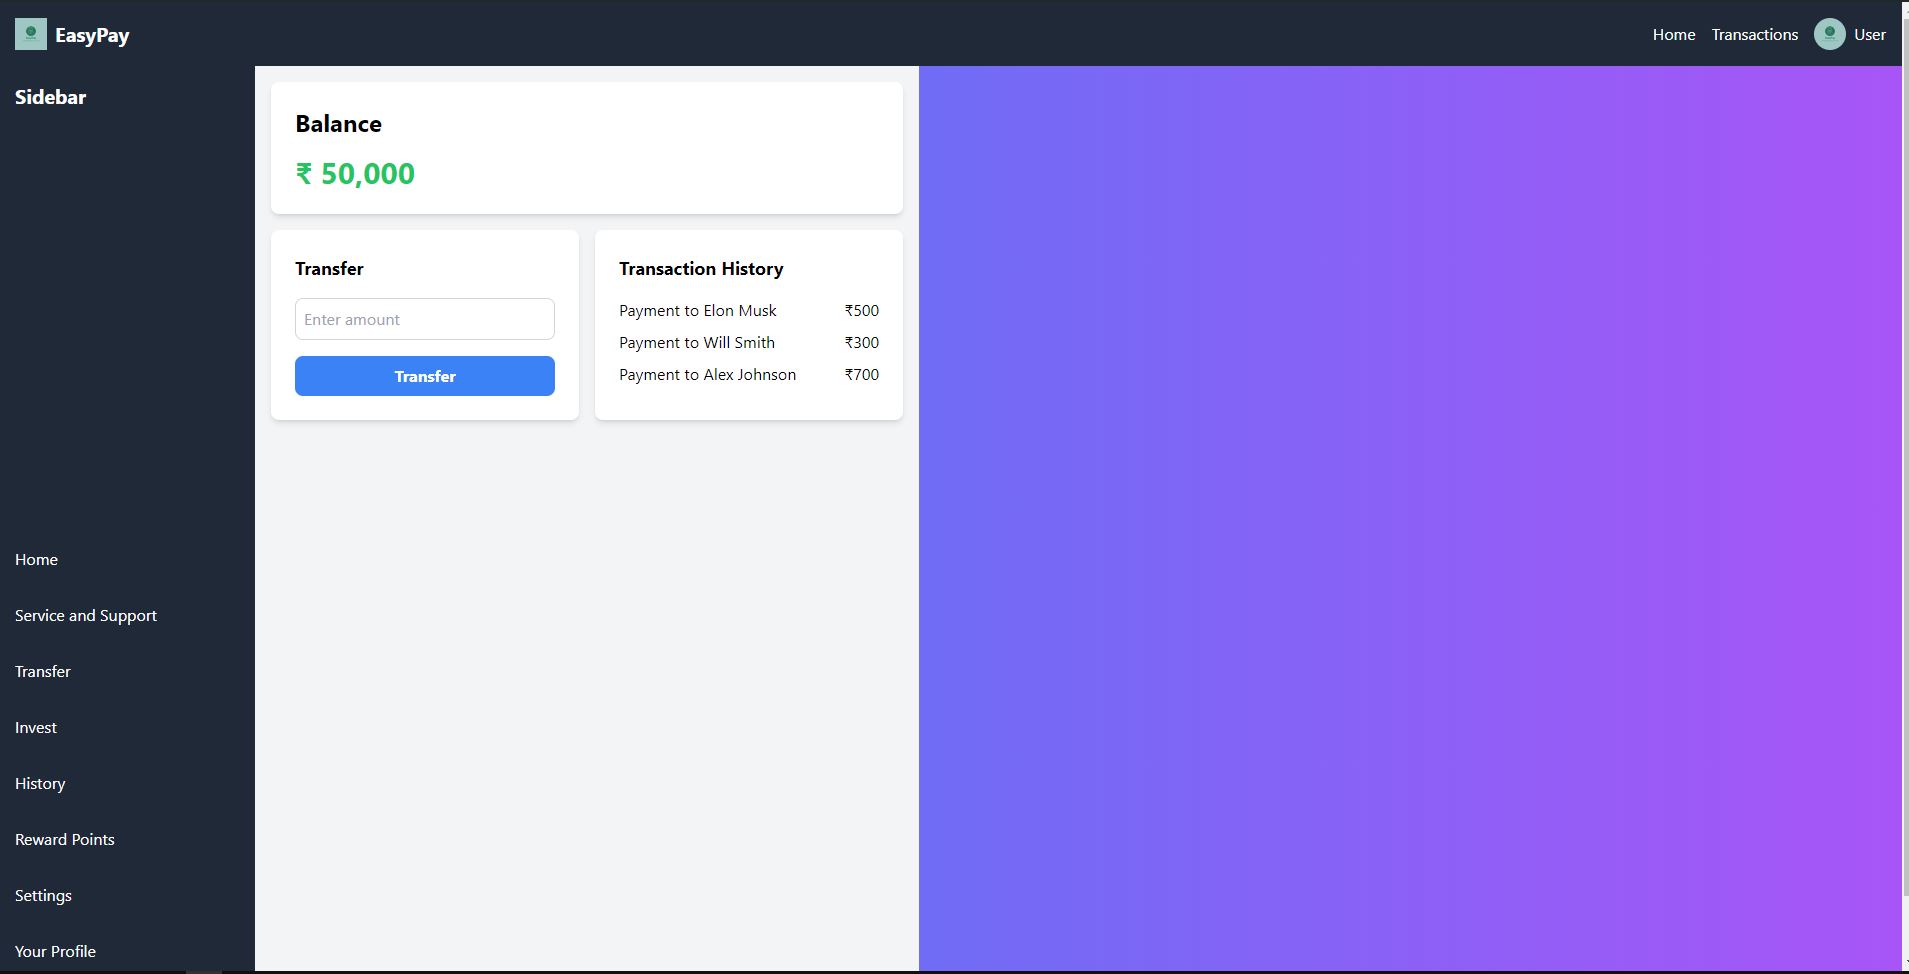 EasyPay
Home Transactions User
Sidebar
Balance
₹ 50,000
Transfer
Enter amount
Transfer
Transaction History
Payment to Elon Musk ₹500
Payment to Will Smith ₹300
Payment to Alex Johnson ₹700
Home
Service and Support
Transfer
Invest
History
Reward Points
Settings
Your Profile